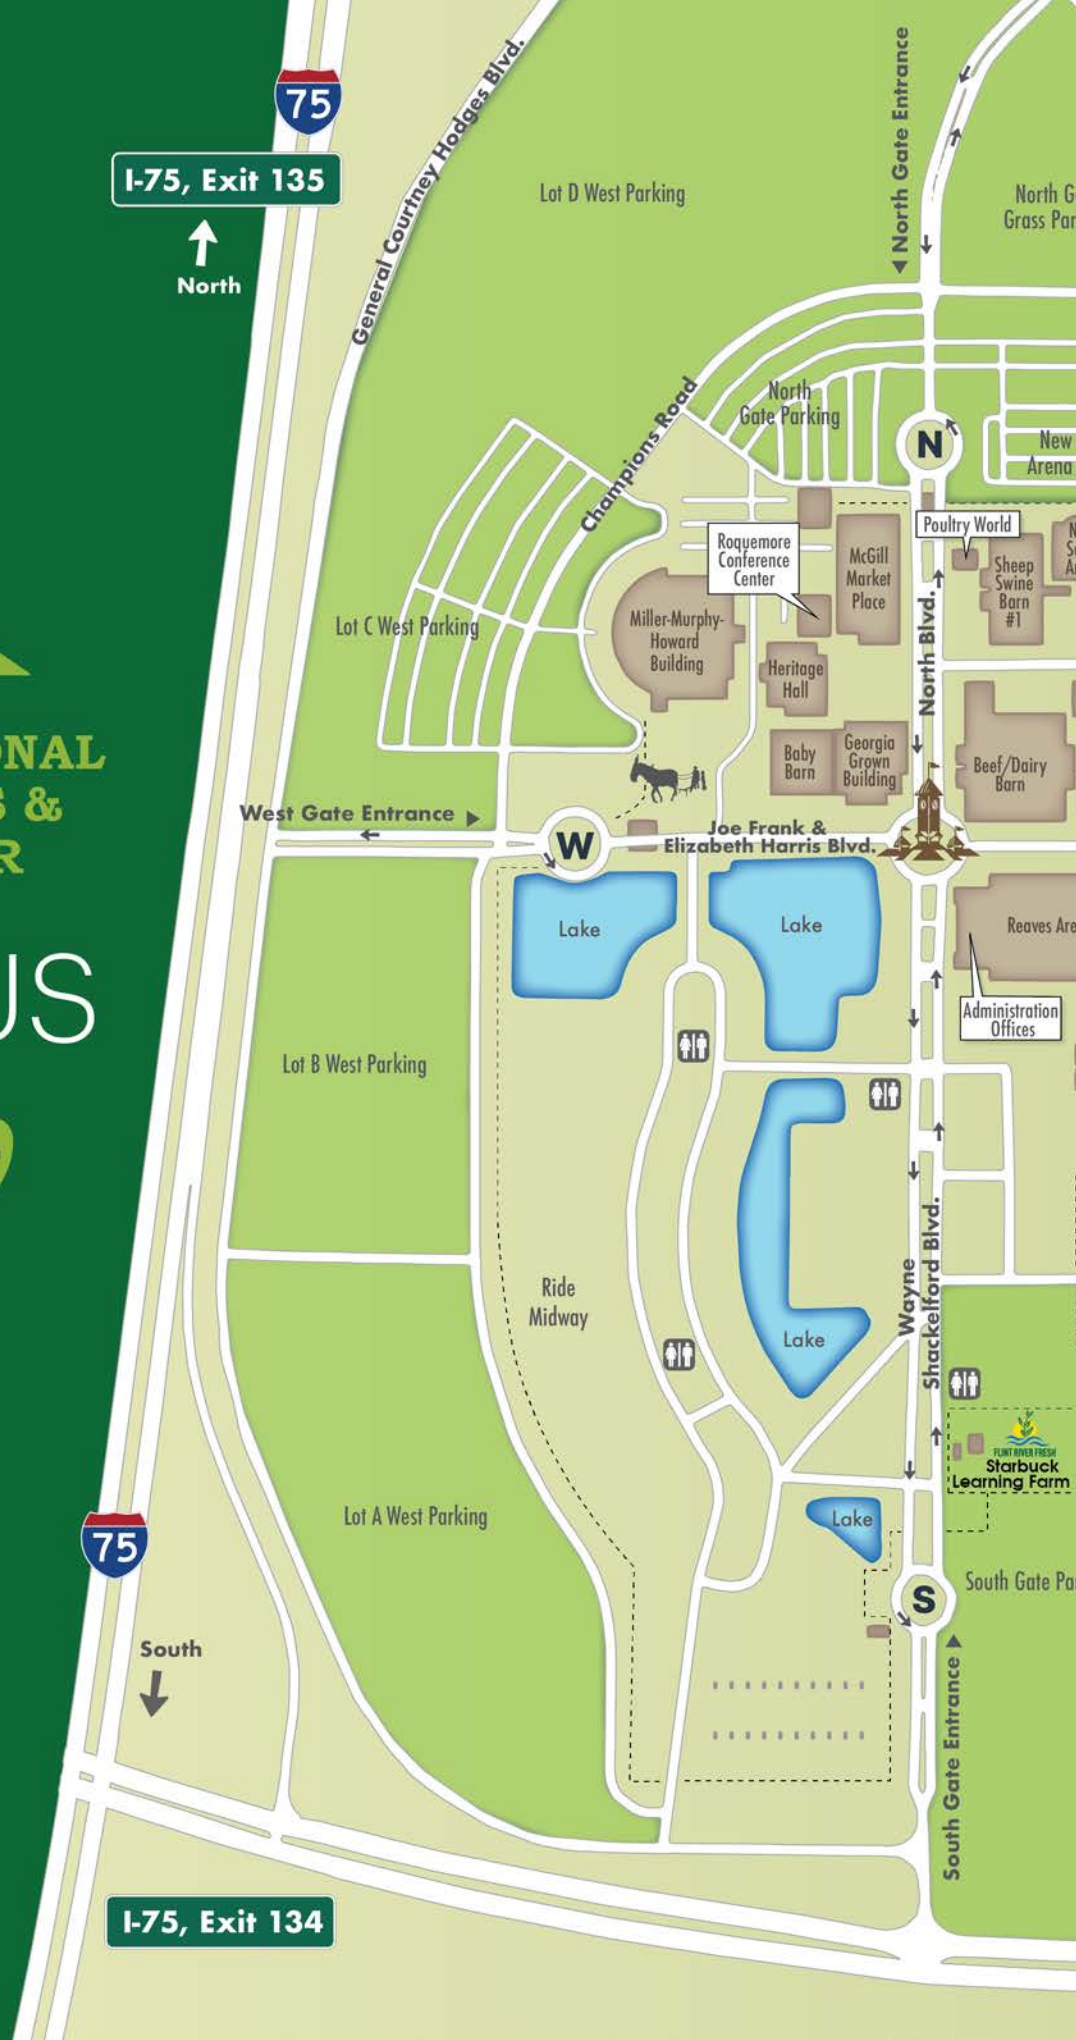 75
I-75, Exit 135
North
General Courtney Hodges Blvd.
North Gate Entrance
Lot D West Parking
North G
Grass Par
Champions Road
North
Gate Parking
N
New
Arena
Poultry World
Roquemore
Conference
Center
McGill
Market
Place
Sheep
Swine
Barn
#1
N
S
A
Lot C West Parking
Miller-Murphy-
Howard
Building
Heritage
Hall
North Blvd.
Baby
Barn
Georgia
Grown
Building
Beef/Dairy
Barn
NAL
&
R
US
West Gate Entrance
W
Joe Frank &
Elizabeth Harris Blvd.
Lake
Lake
Reaves Are
Administration
Offices
Lot B West Parking
Ride
Midway
Lake
Wayne
Shackelford Blvd.
FLINT RIVER FRESH
Starbuck
Learning Farm
Lot A West Parking
Lake
75
South
S
South Gate Pa
South Gate Entrance
I-75, Exit 134